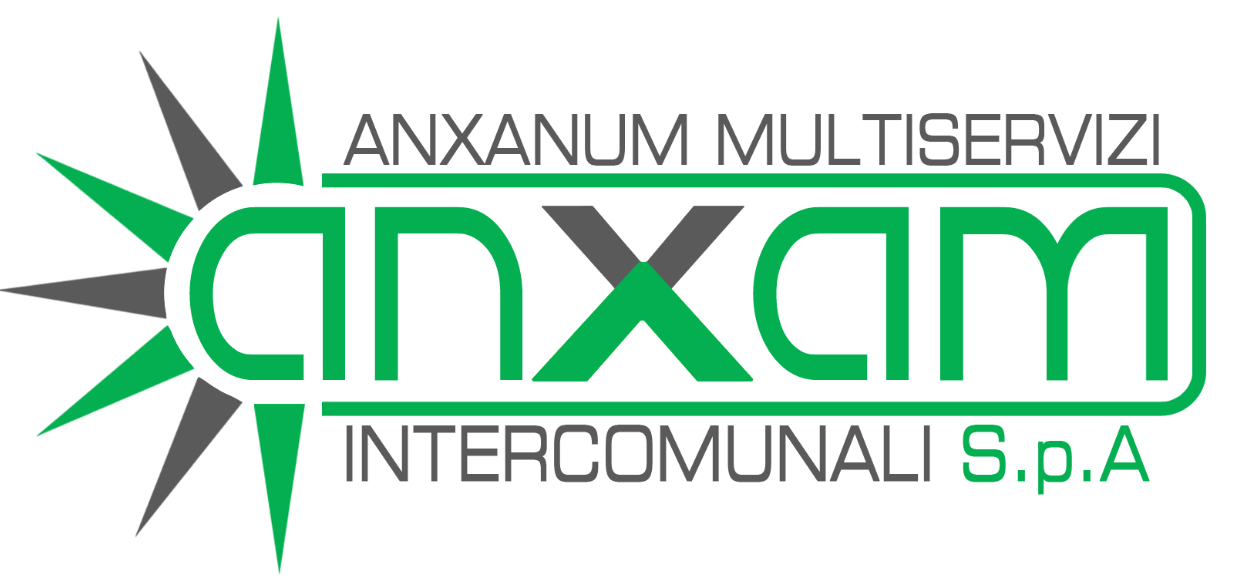 ANXANUM MULTISERVIZI
anxam
INTERCOMUNALI S.p.A